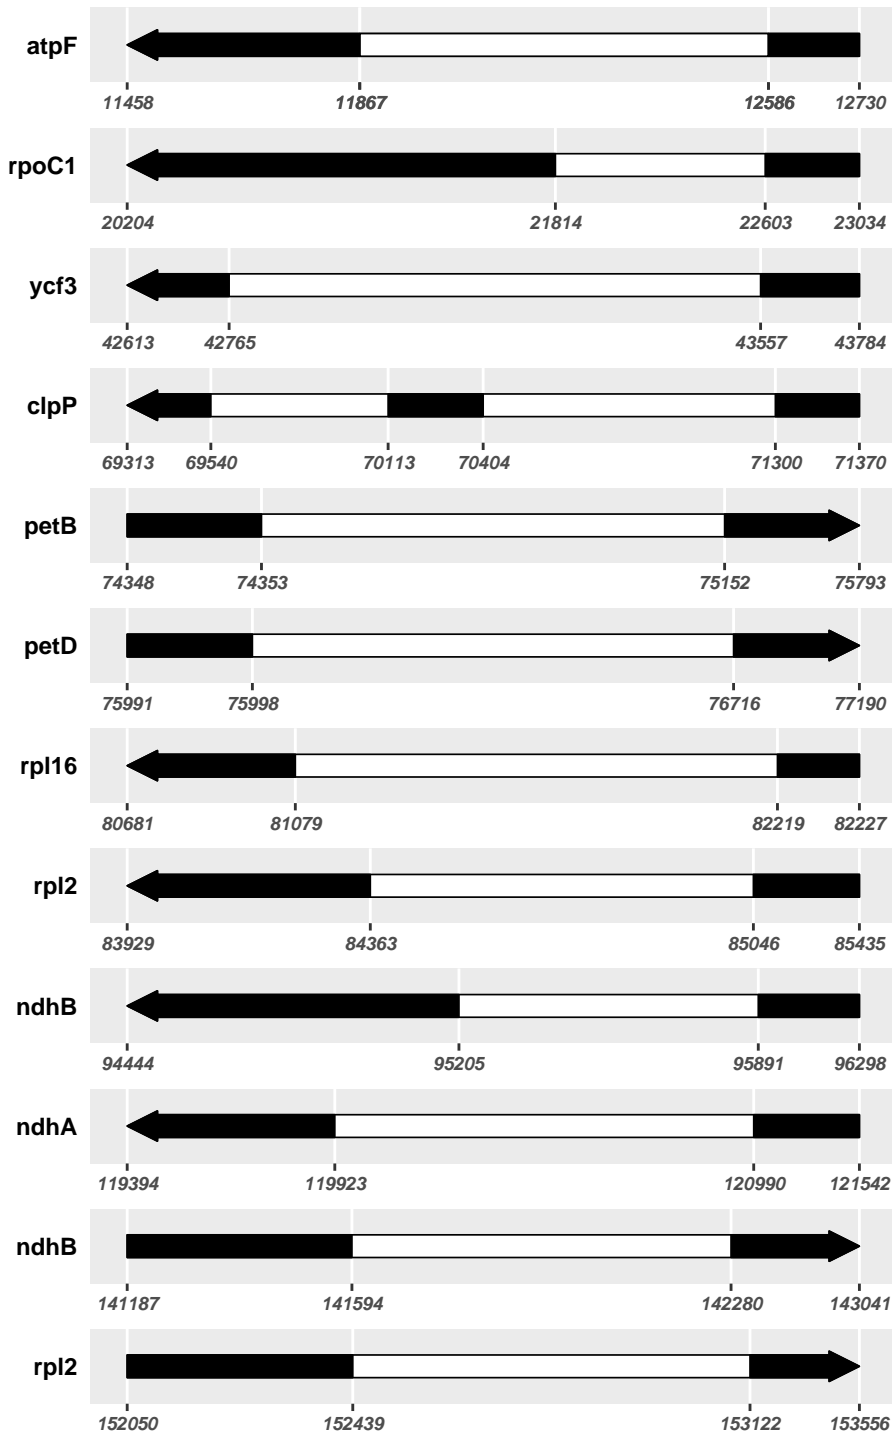 atpF
11458 11867 12586 12730
rpoC1
20204 21814 22603 23034
ycf3
42613 42765 43557 43784
clpP
69313 69540 70113 70404 71300 71370
petB
74348 74353 75152 75793
petD
75991 75998 76716 77190
rpl16
80681 81079 82219 82227
rpl2
83929 84363 85046 85435
ndhB
94444 95205 95891 96298
ndhA
119394 119923 120990 121542
ndhB
141187 141594 142280 143041
rpl2
152050 152439 153122 153556